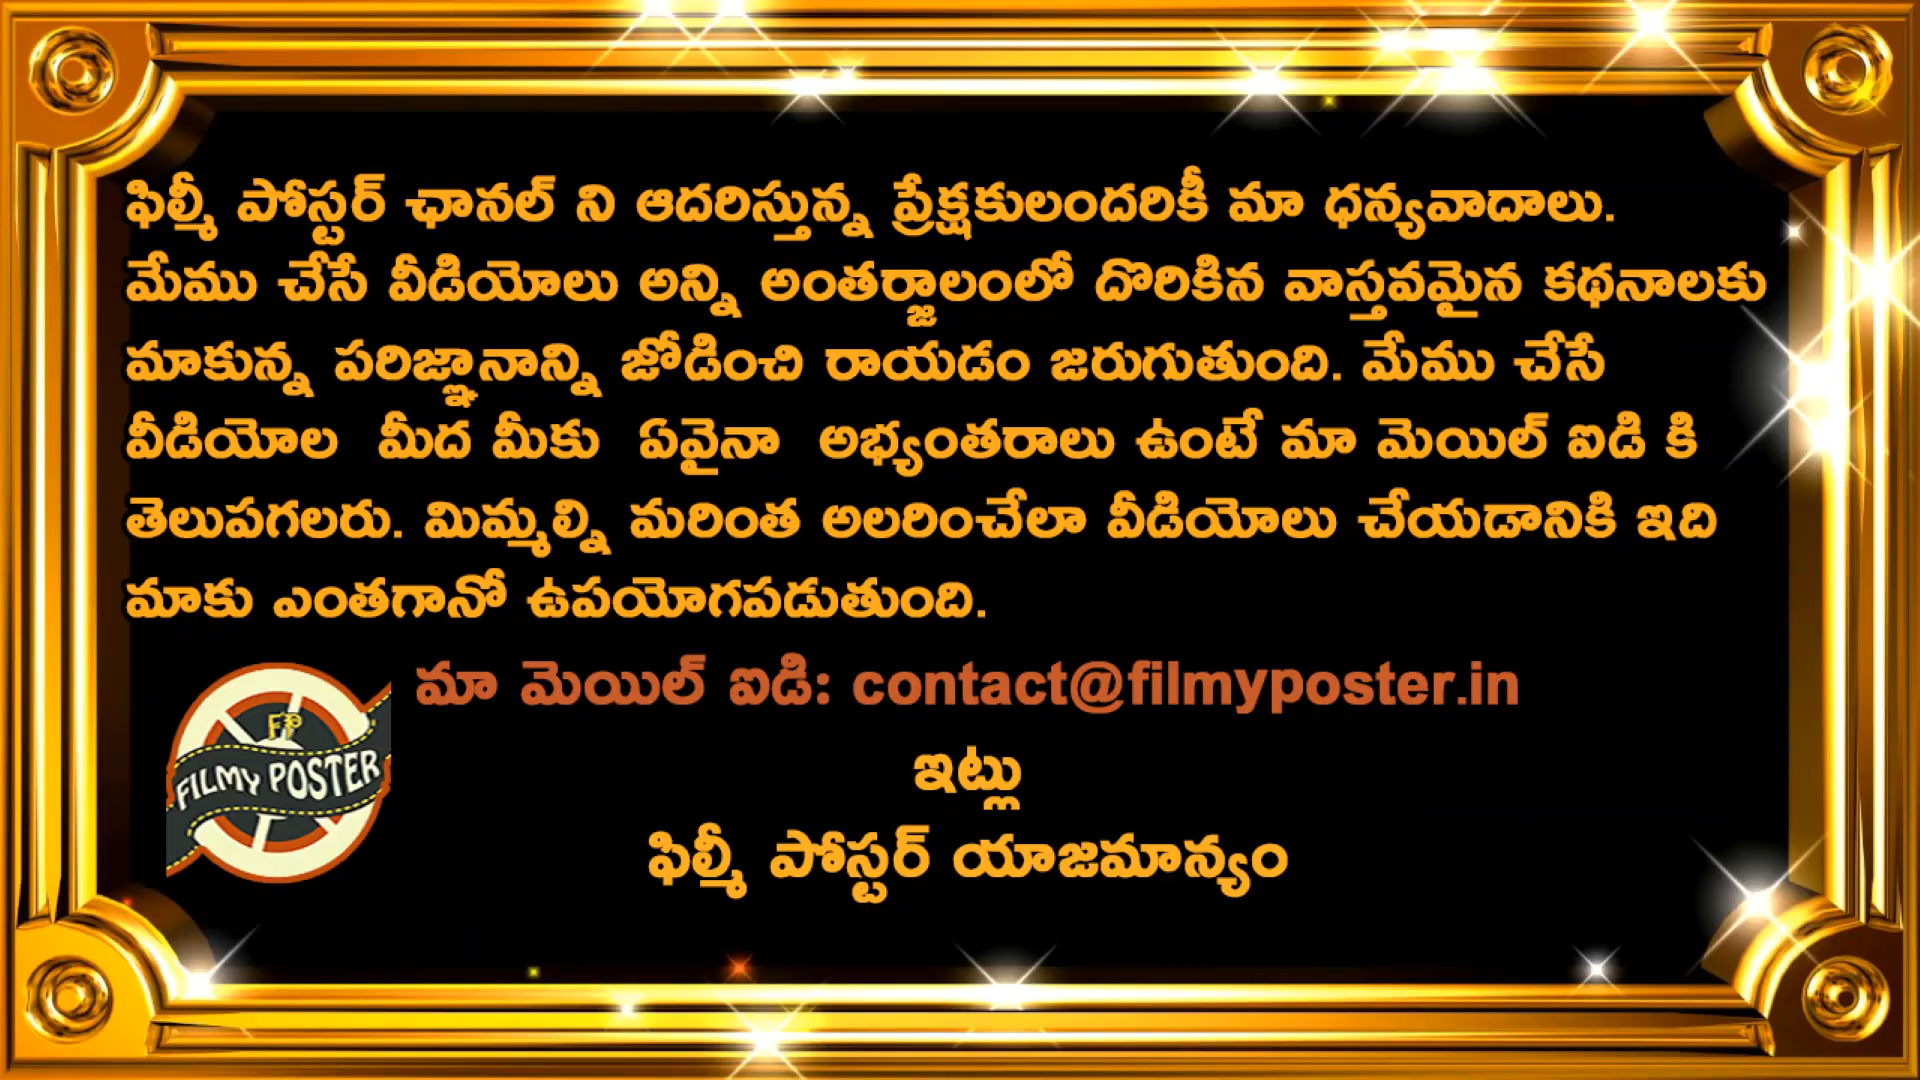 ఫిల్మీ పోస్టర్ ఛానల్ ని ఆదరిస్తున్న ప్రేక్షకులందరికీ మా ధన్యవాదాలు.
మేము చేసే వీడియోలు అన్ని అంతర్జాలంలో దొరికిన వాస్తవమైన కథనాలకు
మాకున్న పరిజ్ఞానాన్ని జోడించి రాయడం జరుగుతుంది. మేము చేసే
వీడియోల మీద మీకు ఏవైనా అభ్యంతరాలు ఉంటే మా మెయిల్ ఐడి కి
తెలుపగలరు. మిమ్మల్ని మరింత అలరించేలా వీడియోలు చేయడానికి ఇది
మాకు ఎంతగానో ఉపయోగపడుతుంది.
మా మెయిల్ ఐడి: contact@filmyposter.in
FP
FILMY POSTER
ఇట్లు
ఫిల్మీ పోస్టర్ యాజమాన్యం